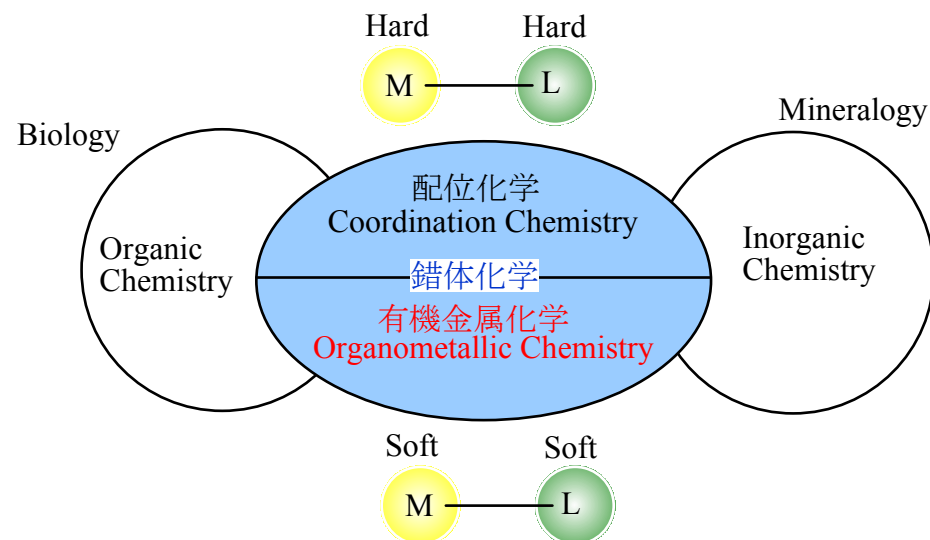 Hard Hard
M L
Biology
Mineralogy
配位化学
Coordination Chemistry
Organic
Chemistry
Inorganic
Chemistry
錯体化学
有機金属化学
Organometallic Chemistry
Soft Soft
M L